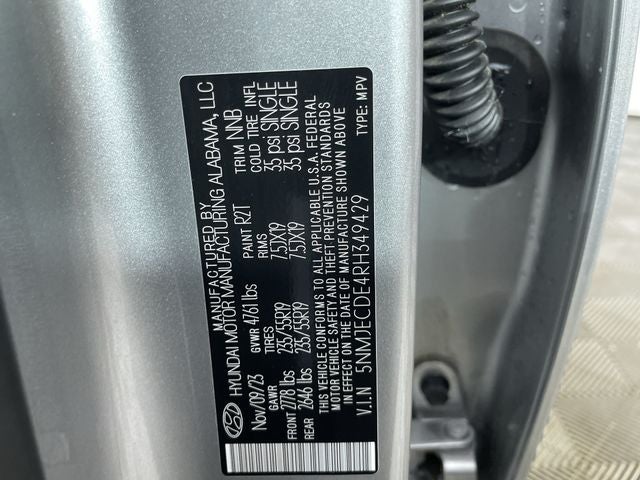 MANUFACTURED BY
HYUNDAI MOTOR MANUFACTURING ALABAMA, LLC
Nov/09/23 GVWR 4761 lbs PAINT R2T TRIM NNB
GAWR TIRES RIMS COLD TIRE INFL
FRONT 2778 lbs 235/55R19 7.5JX19 35 psi SINGLE
REAR 2646 lbs 235/55R19 7.5JX19 35 psi SINGLE
THIS VEHICLE CONFORMS TO ALL APPLICABLE U.S.A. FEDERAL
MOTOR VEHICLE SAFETY AND THEFT PREVENTION STANDARDS
IN EFFECT ON THE DATE OF MANUFACTURE SHOWN ABOVE
V.I.N 5NMJECDE4RH349429 TYPE: MPV